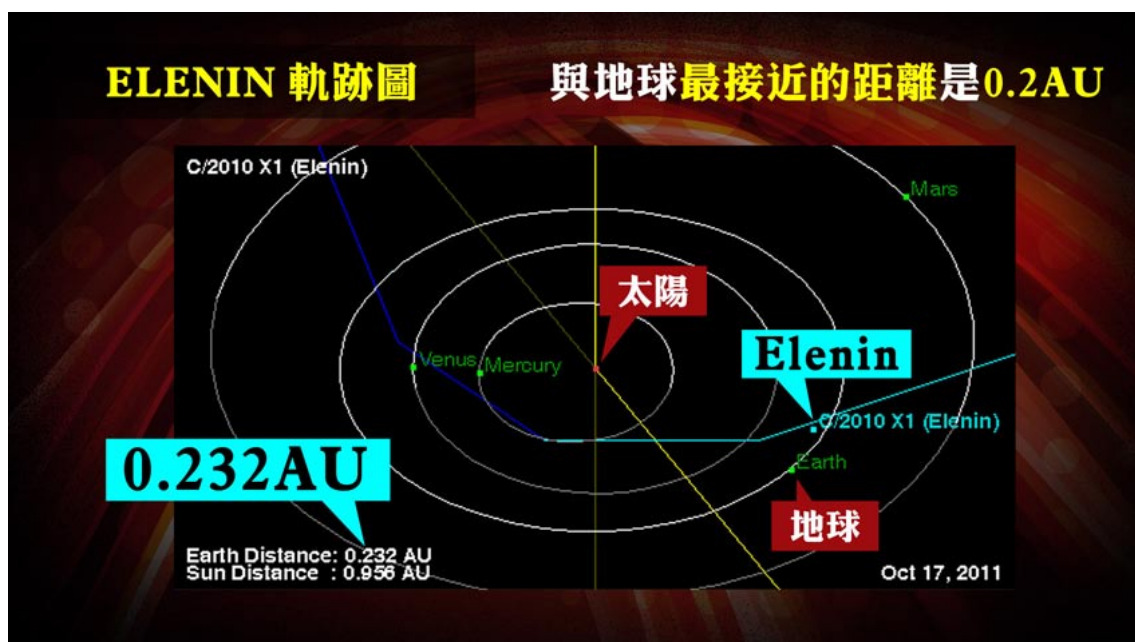 ELENIN 軌跡圖
與地球最接近的距離是0.2AU
C/2010 X1 (Elenin)
Mars
太陽
Elenin
Venus
Mercury
C/2010 X1 (Elenin)
0.232AU
Earth
地球
Earth Distance: 0.232 AU
Sun Distance : 0.956 AU
Oct 17, 2011